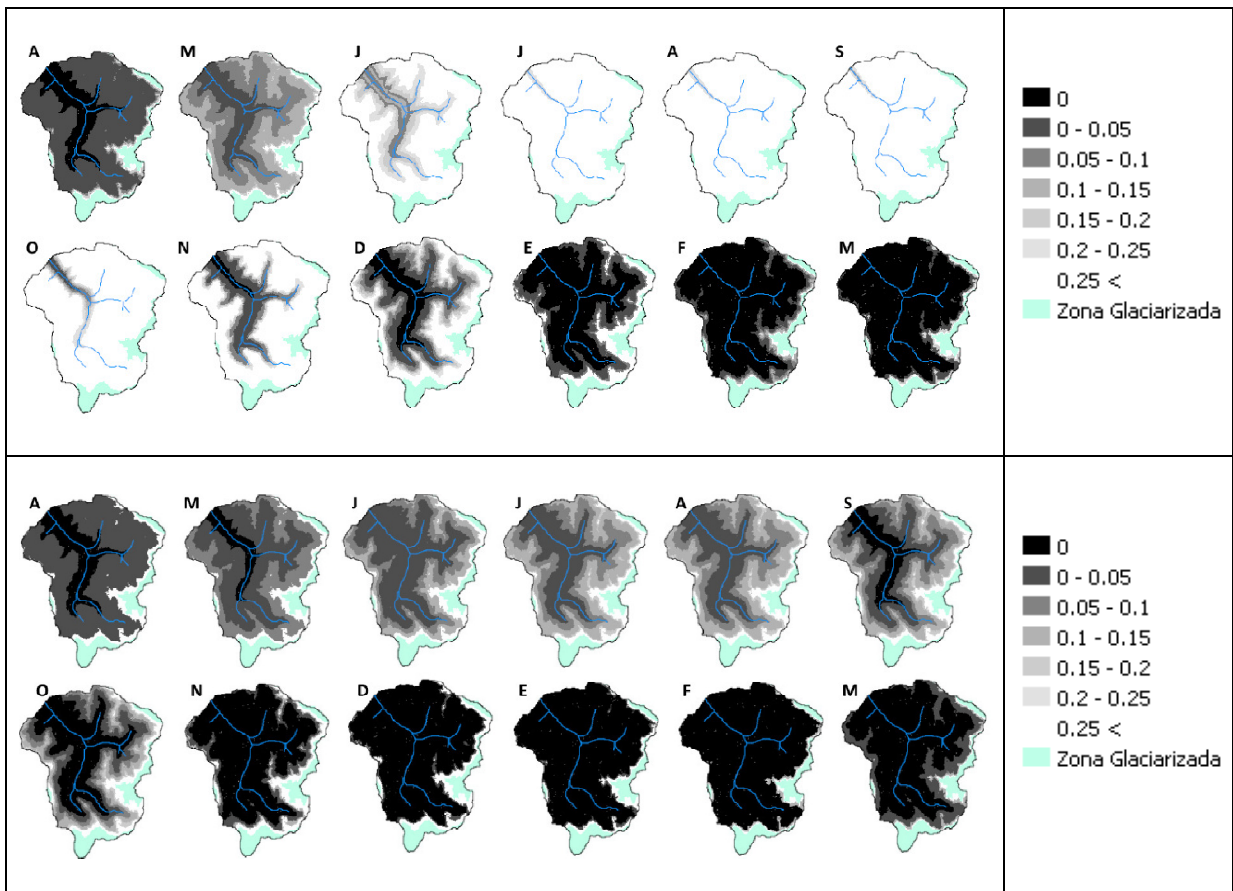 A M J J A S
O N D E F M
0
0 - 0.05
0.05 - 0.1
0.1 - 0.15
0.15 - 0.2
0.2 - 0.25
0.25 <
Zona Glaciarizada
A M J J A S
O N D E F M
0
0 - 0.05
0.05 - 0.1
0.1 - 0.15
0.15 - 0.2
0.2 - 0.25
0.25 <
Zona Glaciarizada